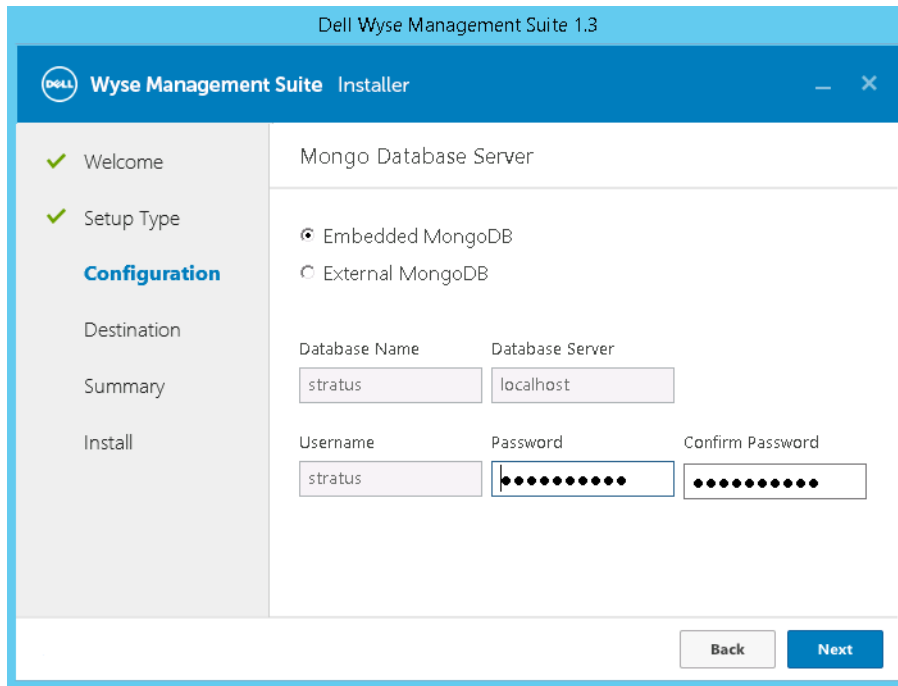 Dell Wyse Management Suite 1.3
DELL Wyse Management Suite Installer
Welcome
Setup Type
Configuration
Destination
Summary
Install
Mongo Database Server
Embedded MongoDB
External MongoDB
Database Name Database Server
stratus localhost
Username Password Confirm Password
stratus ●●●●●●●●●● ●●●●●●●●●●
Back Next